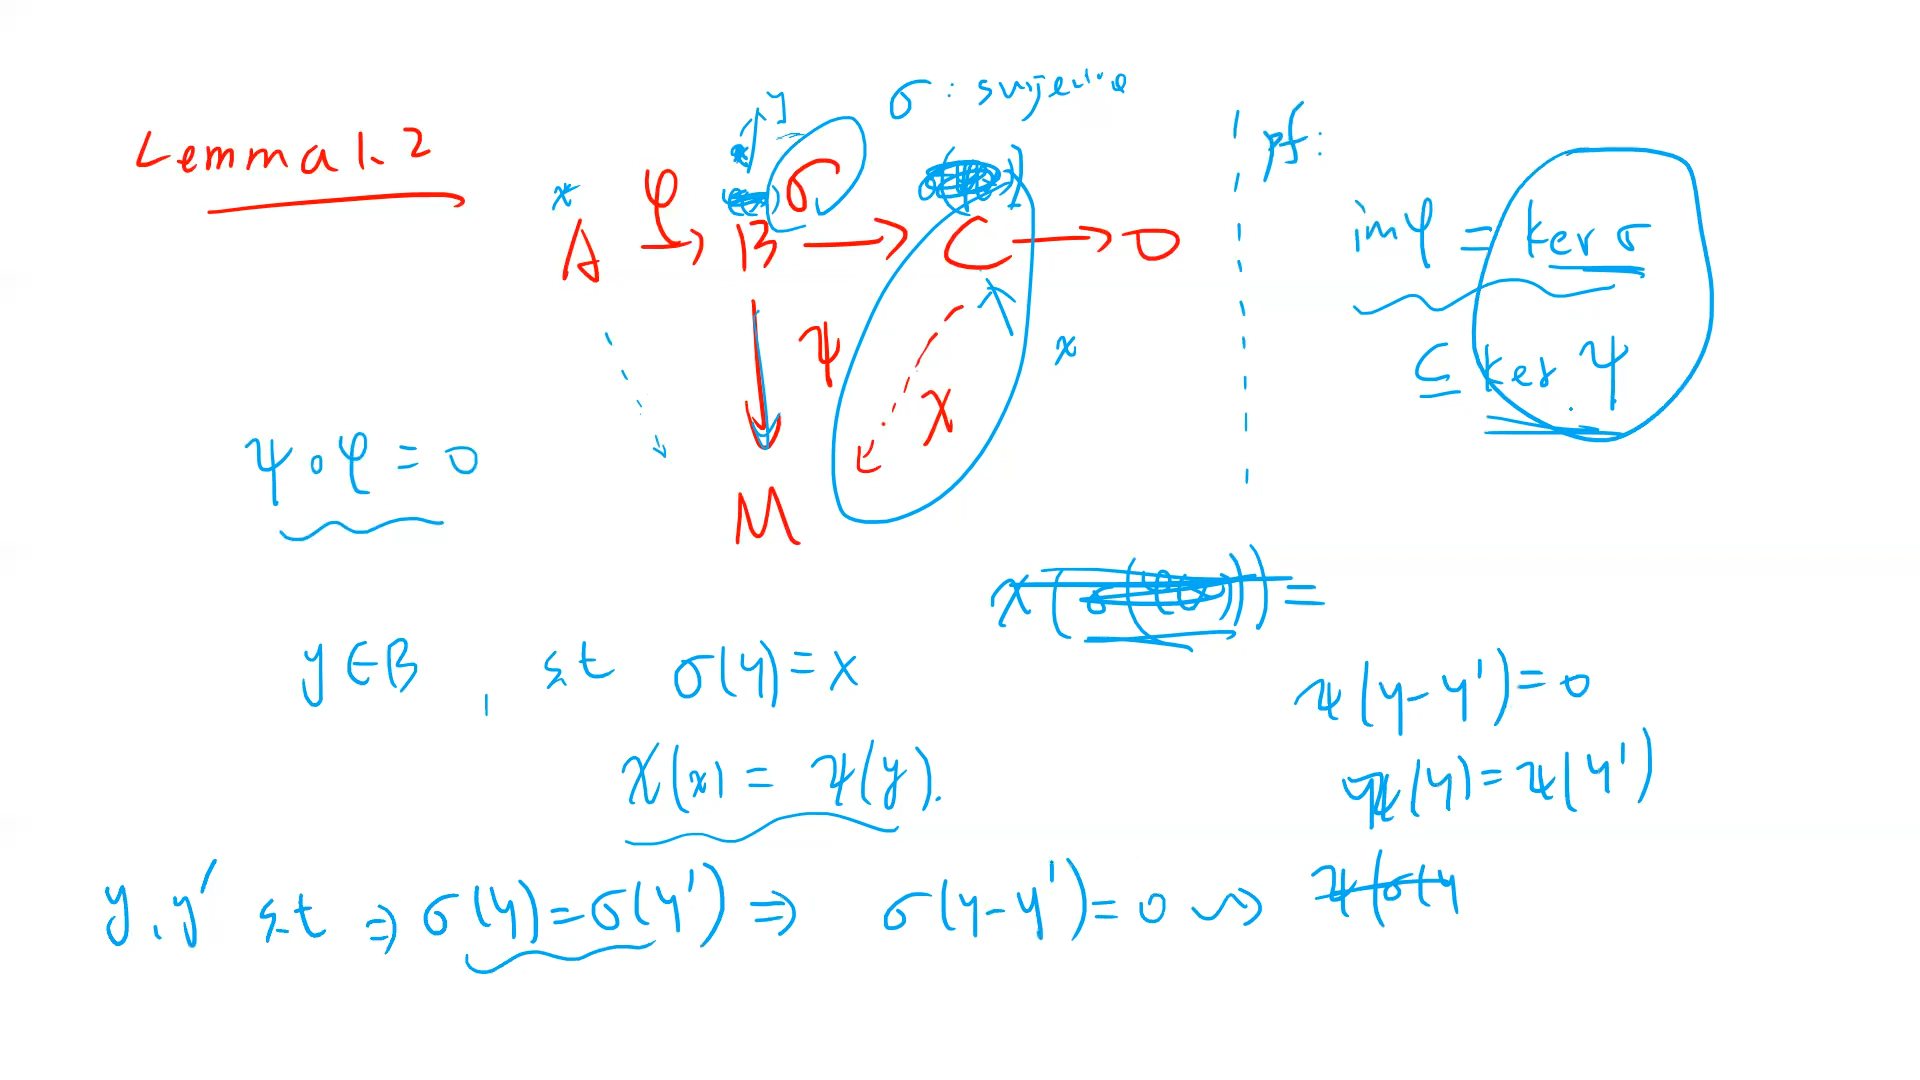 Lemma 1.2
σ : surjective
pf:
y
x
φ σ
A → B → C → 0
ψ χ x
M
im φ = ker σ
⊆ ker ψ
ψ ∘ φ = 0
y ∈ B , s.t σ(y) = x
χ(x) = ψ(y).
ψ(y-y') = 0
ψ(y) = ψ(y')
y, y' s.t ⇒ σ(y) = σ(y') ⇒ σ(y-y') = 0 ⇝